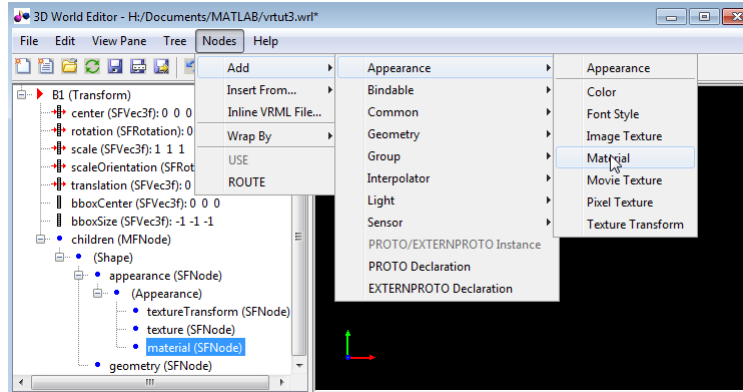 3D World Editor - H:/Documents/MATLAB/vrtut3.wrl*
File Edit View Pane Tree Nodes Help
B1 (Transform)
center (SFVec3f): 0 0 0
rotation (SFRotation): 0
scale (SFVec3f): 1 1 1
scaleOrientation (SFRot
translation (SFVec3f): 0
bboxCenter (SFVec3f): 0 0 0
bboxSize (SFVec3f): -1 -1 -1
children (MFNode)
(Shape)
appearance (SFNode)
(Appearance)
textureTransform (SFNode)
texture (SFNode)
material (SFNode)
geometry (SFNode)
Add
Insert From...
Inline VRML File...
Wrap By
USE
ROUTE
Appearance
Bindable
Common
Geometry
Group
Interpolator
Light
Sensor
PROTO/EXTERNPROTO Instance
PROTO Declaration
EXTERNPROTO Declaration
Appearance
Color
Font Style
Image Texture
Material
Movie Texture
Pixel Texture
Texture Transform